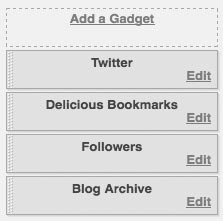 Add a Gadget
Twitter
Edit
Delicious Bookmarks
Edit
Followers
Edit
Blog Archive
Edit